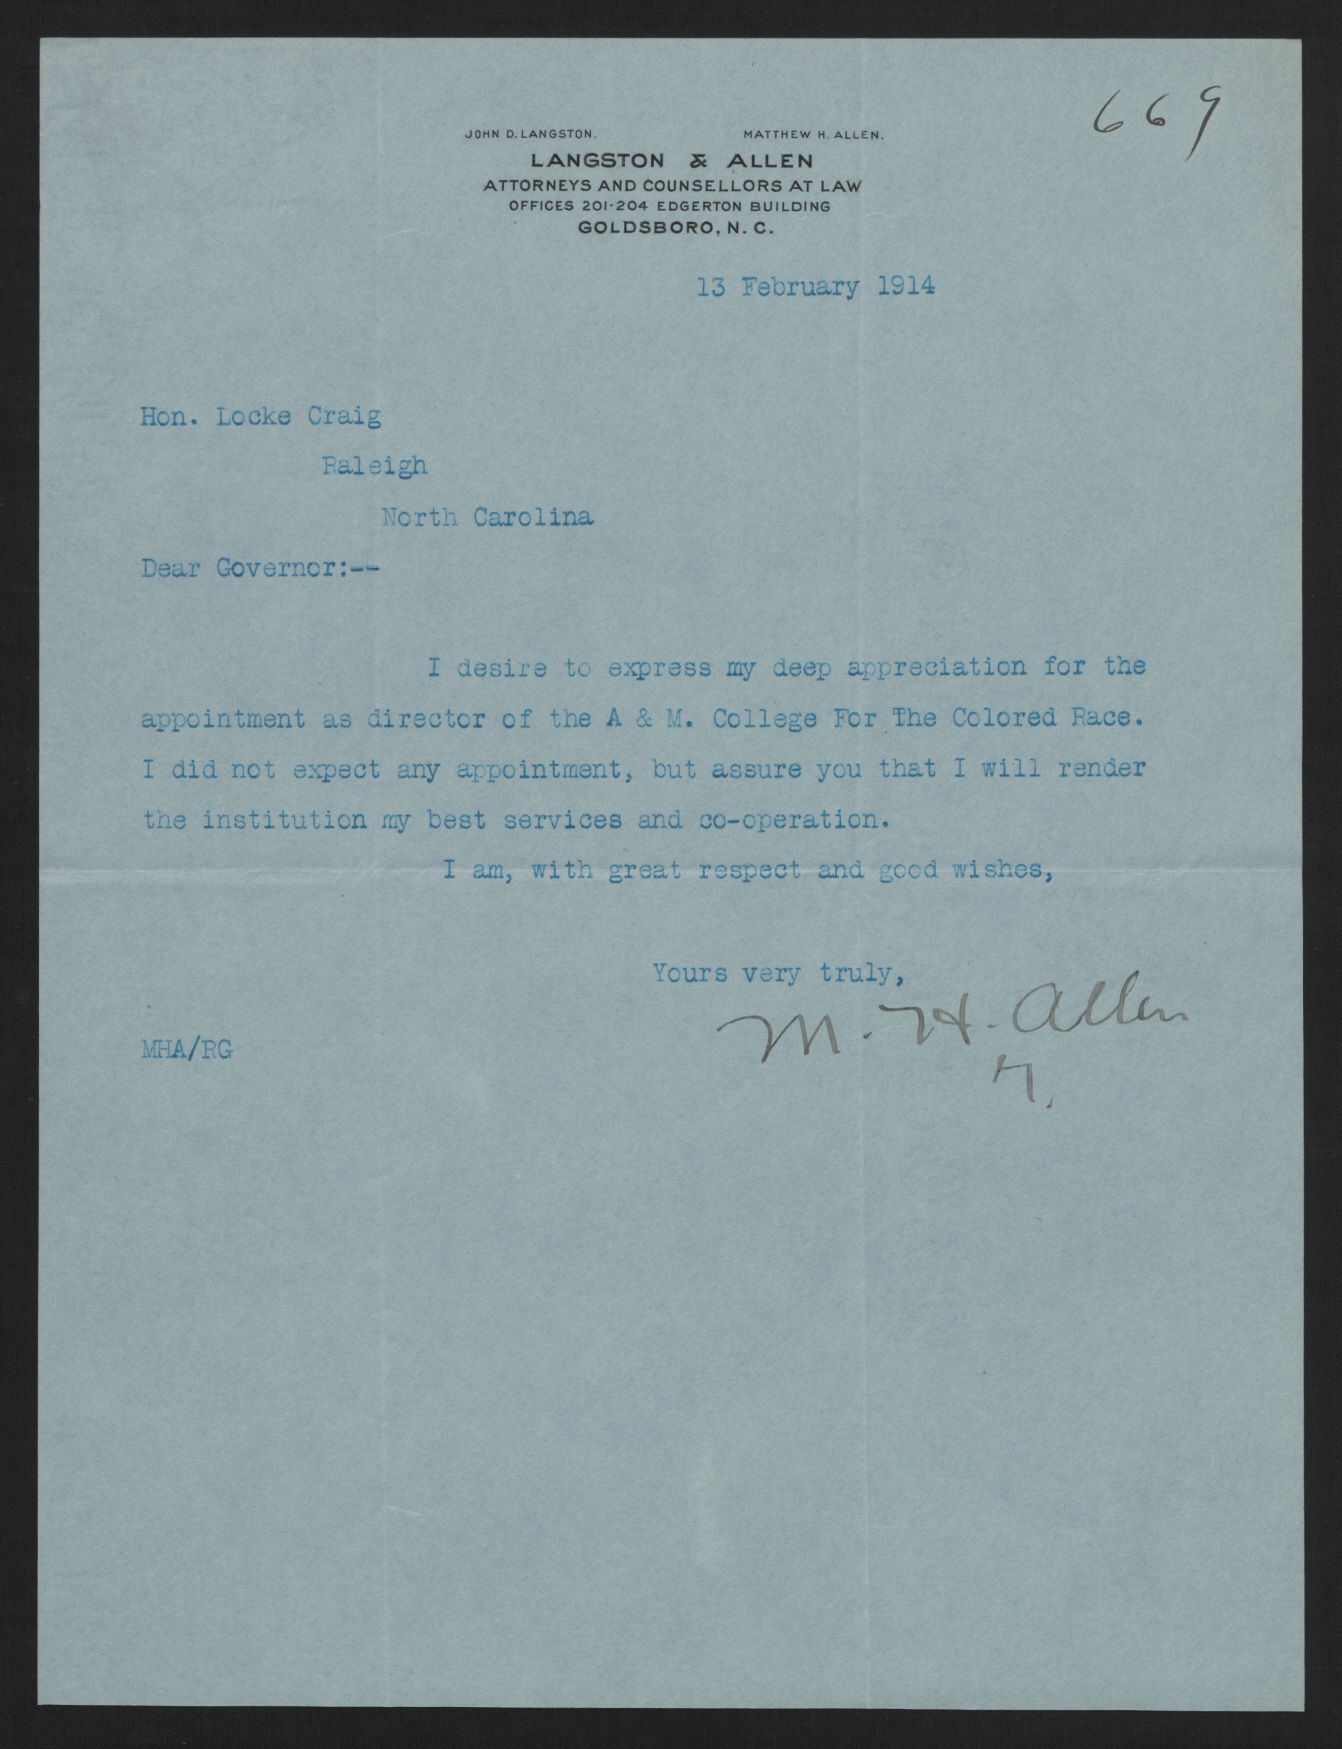 669
JOHN D. LANGSTON. MATTHEW H. ALLEN.
LANGSTON & ALLEN
ATTORNEYS AND COUNSELLORS AT LAW
OFFICES 201-204 EDGERTON BUILDING
GOLDSBORO, N. C.
13 February 1914
Hon. Locke Craig
Raleigh
North Carolina
Dear Governor:--
I desire to express my deep appreciation for the
appointment as director of the A & M. College For The Colored Race.
I did not expect any appointment, but assure you that I will render
the institution my best services and co-operation.
I am, with great respect and good wishes,
Yours very truly,
M. H. Allen
MHA/RG